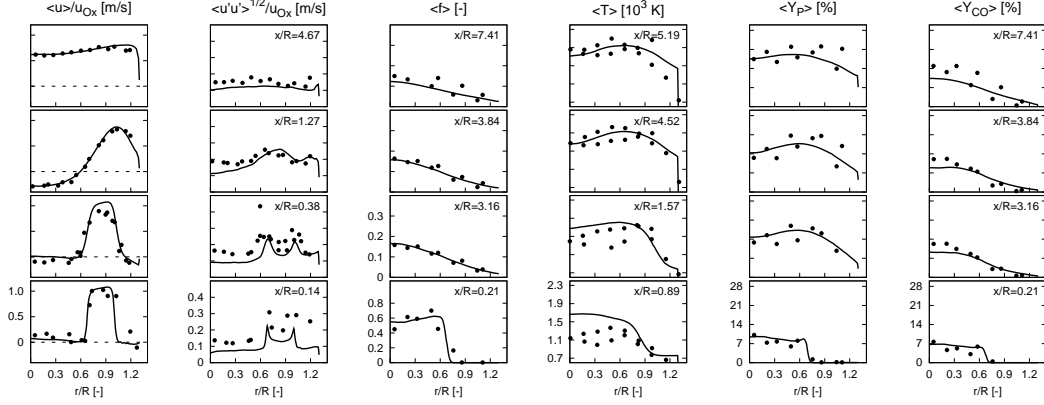 <u>/u_Ox [m/s]
<u'u'>^1/2/u_Ox [m/s]
<f> [-]
<T> [10^3 K]
<Y_P> [%]
<Y_CO> [%]
x/R=4.67
x/R=7.41
x/R=5.19
x/R=7.41
x/R=1.27
x/R=3.84
x/R=4.52
x/R=3.84
x/R=0.38
0.3
0.2
0.1
0
x/R=3.16
x/R=1.57
x/R=3.16
1.0
0
0.4
0.3
0.2
0.1
0
x/R=0.14
0.8
0.6
0.4
0.2
0
x/R=0.21
2.3
1.9
1.5
1.1
0.7
x/R=0.89
28
21
14
7
0
28
21
14
7
0
x/R=0.21
0 0.3 0.6 0.9 1.2
0 0.3 0.6 0.9 1.2
0 0.3 0.6 0.9 1.2
0 0.3 0.6 0.9 1.2
0 0.3 0.6 0.9 1.2
0 0.3 0.6 0.9 1.2
r/R [-]
r/R [-]
r/R [-]
r/R [-]
r/R [-]
r/R [-]